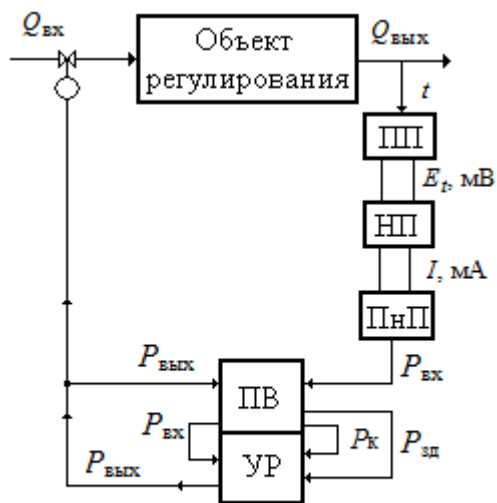 Qвх
Объект
регулирования
Qвых
t
ПП
Et, мВ
НП
I, мА
ПнП
Pвых
Pвх
ПВ
Pвх
Pк
Pзд
Pвых
УР